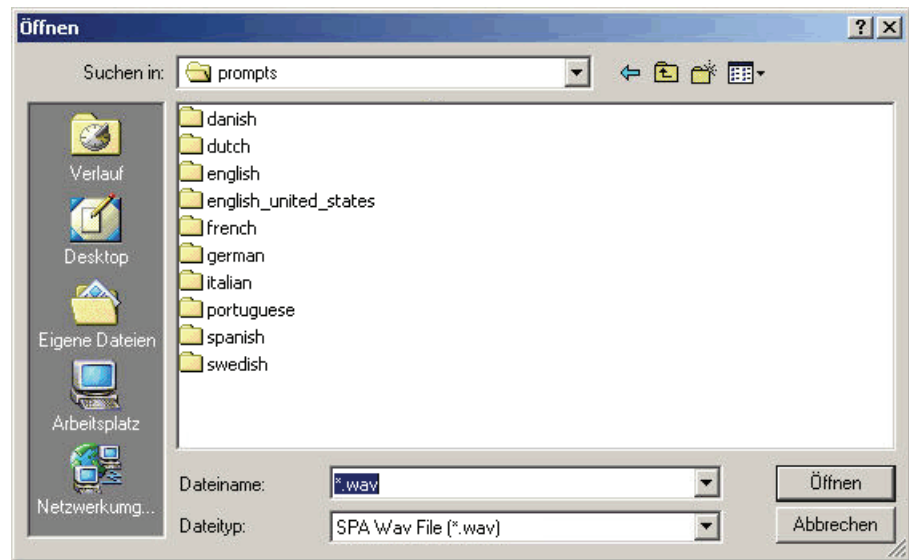 Öffnen
Suchen in: prompts
Verlauf
Desktop
Eigene Dateien
Arbeitsplatz
Netzwerkumg...
danish
dutch
english
english_united_states
french
german
italian
portuguese
spanish
swedish
Dateiname: *.wav Öffnen
Dateityp: SPA Wav File (*.wav) Abbrechen